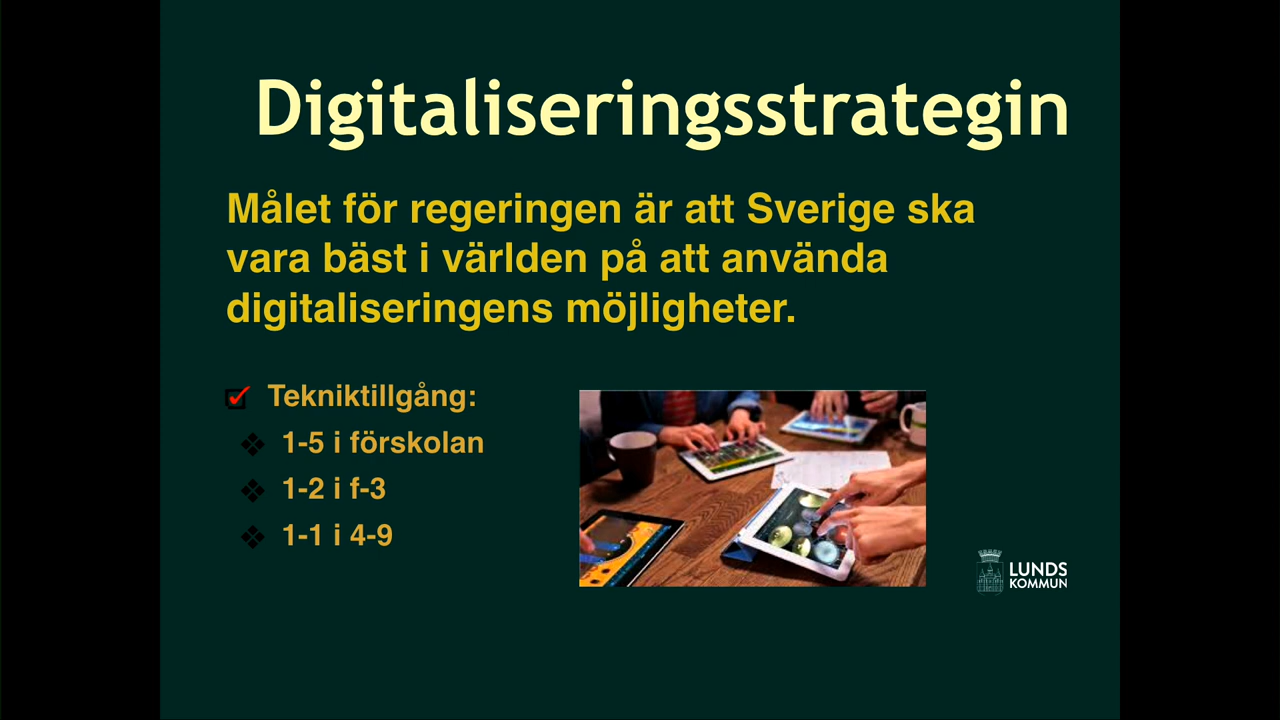 Digitaliseringsstrategin
Målet för regeringen är att Sverige ska
vara bäst i världen på att använda
digitaliseringens möjligheter.
Tekniktillgång:
1-5 i förskolan
1-2 i f-3
1-1 i 4-9
LUNDS
KOMMUN